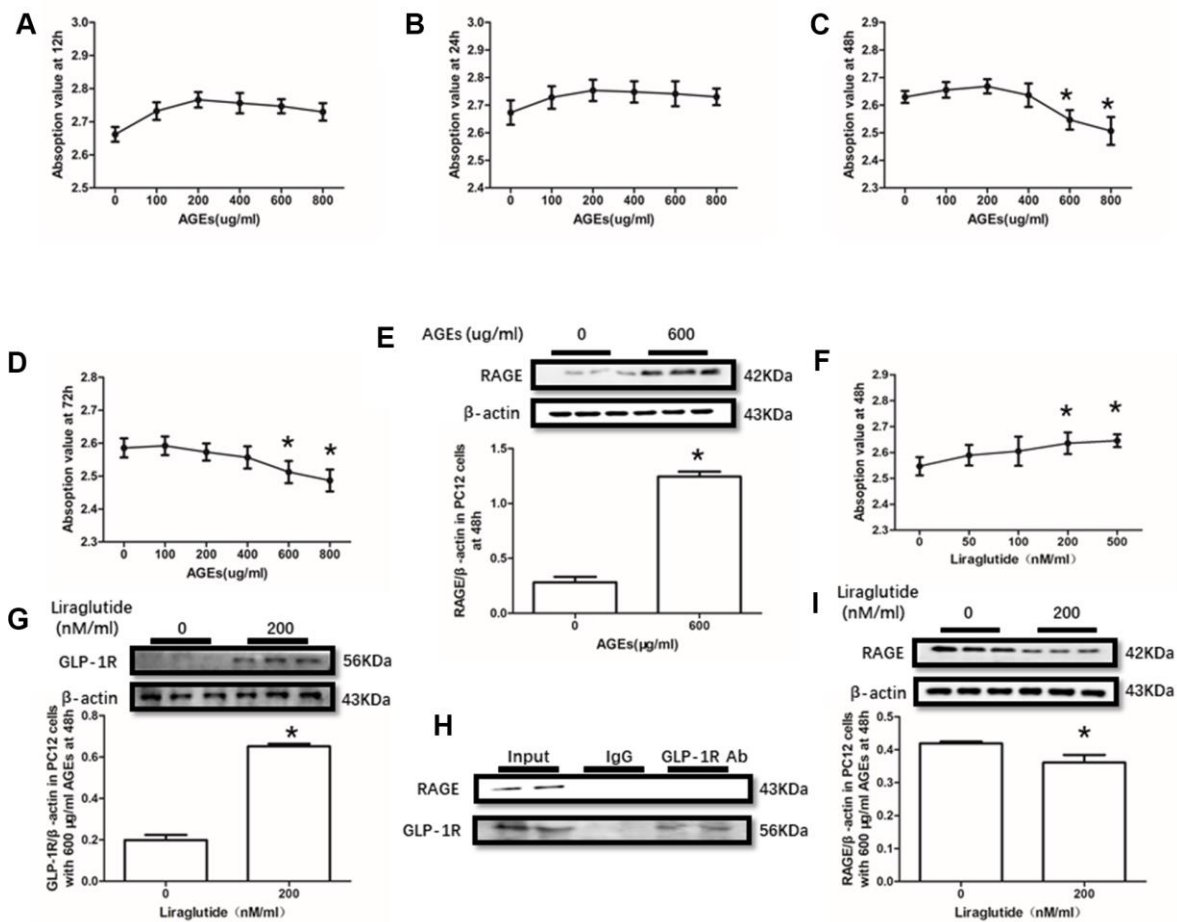 A
Absoption value at 12h
3.0
2.9
2.8
2.7
2.6
2.5
0 100 200 400 600 800
AGEs(ug/ml)
B
Absoption value at 24h
3.0
2.9
2.8
2.7
2.6
2.5
2.4
0 100 200 400 600 800
AGEs(ug/ml)
C
Absoption value at 48h
2.9
2.8
2.7
2.6
2.5
2.4
2.3
* *
0 100 200 400 600 800
AGEs(ug/ml)
D
Absoption value at 72h
2.8
2.7
2.6
2.5
2.4
2.3
* *
0 100 200 400 600 800
AGEs(ug/ml)
E
AGEs (ug/ml) 0 600
RAGE 42KDa
β-actin 43KDa
RAGE/β -actin in PC12 cells
at 48h
1.5
1.0
0.5
0.0
*
0 600
AGEs(μg/ml)
F
Absoption value at 48h
2.9
2.8
2.7
2.6
2.5
2.4
2.3
* *
0 50 100 200 500
Liraglutide (nM/ml)
G
Liraglutide
(nM/ml) 0 200
GLP-1R 56KDa
β-actin 43KDa
GLP-1R/β -actin in PC12 cells
with 600 μg/ml AGEs at 48h
0.8
0.6
0.4
0.2
0.0
*
0 200
Liraglutide (nM/ml)
H
Input IgG GLP-1R Ab
RAGE 43KDa
GLP-1R 56KDa
I
Liraglutide
(nM/ml) 0 200
RAGE 42KDa
β-actin 43KDa
RAGE/β -actin in PC12 cells
with 600 μg/ml AGEs at 48h
0.5
0.4
0.3
0.2
0.1
0.0
*
0 200
Liraglutide (nM/ml)